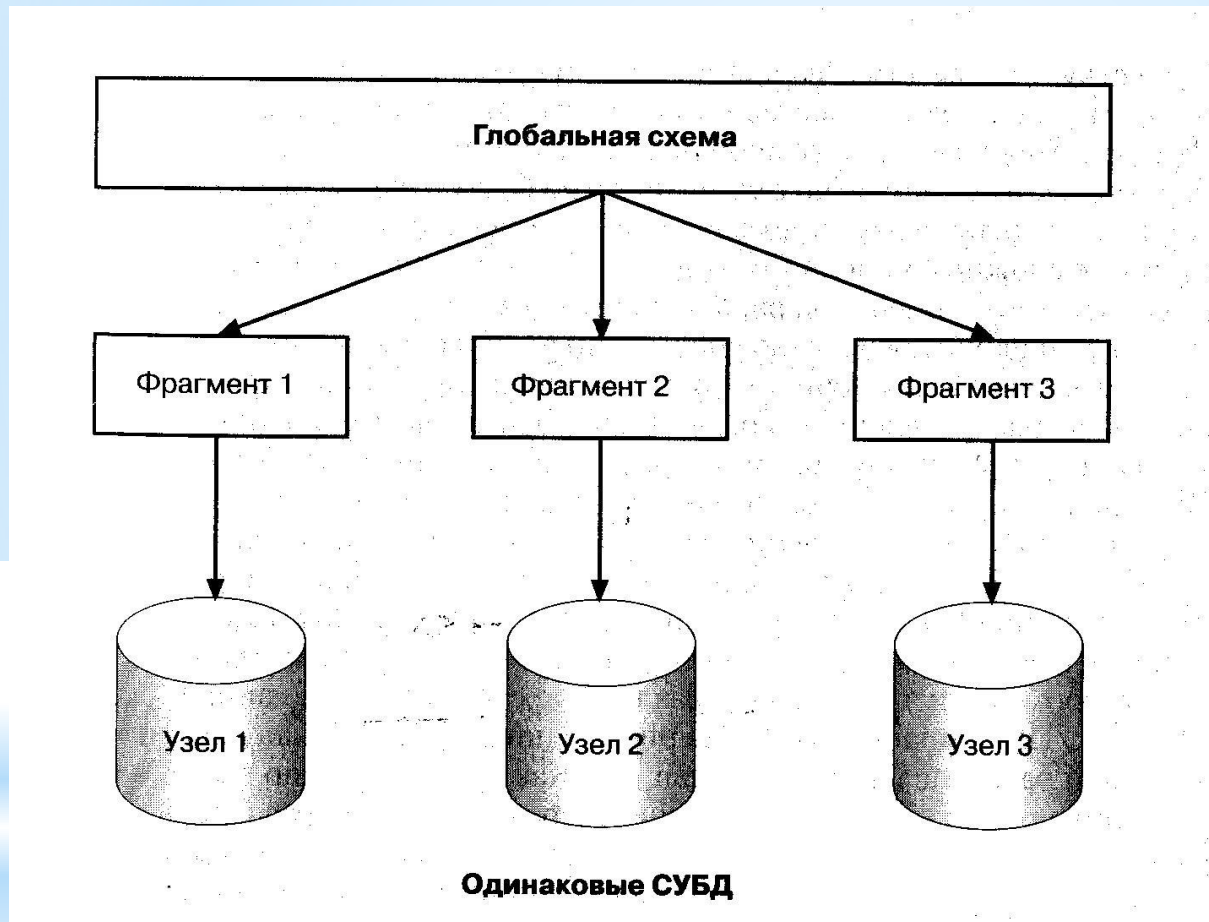 Глобальная схема
Фрагмент 1
Фрагмент 2
Фрагмент 3
Узел 1
Узел 2
Узел 3
Одинаковые СУБД